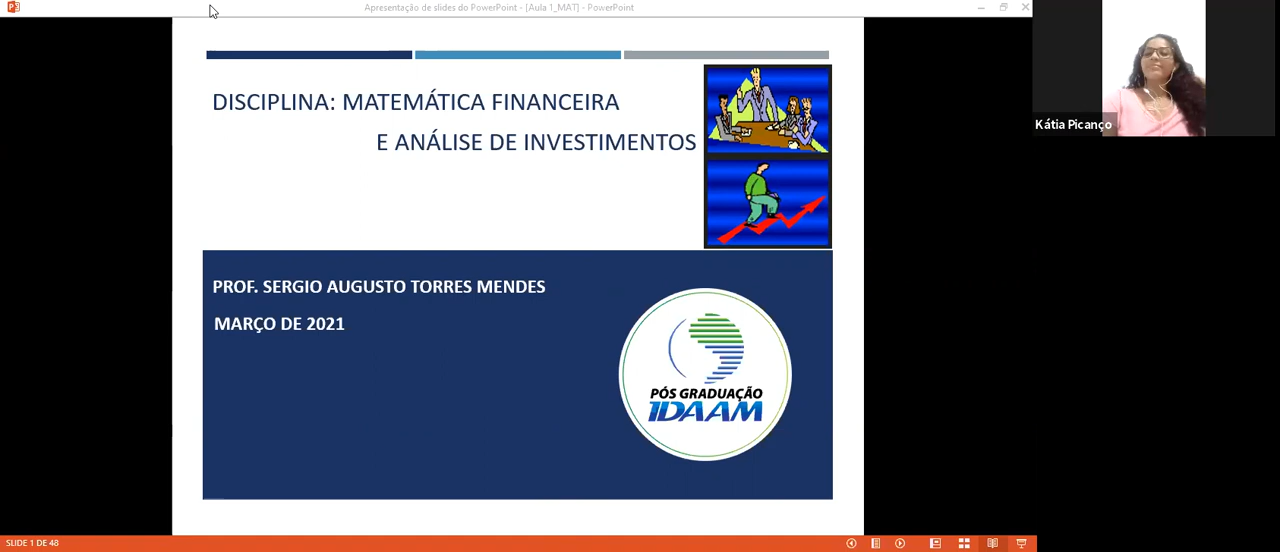 Apresentação de slides do PowerPoint - [Aula 1_MAT] - PowerPoint
Kátia Picanço
DISCIPLINA: MATEMÁTICA FINANCEIRA
E ANÁLISE DE INVESTIMENTOS
PROF. SERGIO AUGUSTO TORRES MENDES
MARÇO DE 2021
PÓS GRADUAÇÃO
IDAAM
SLIDE 1 DE 48